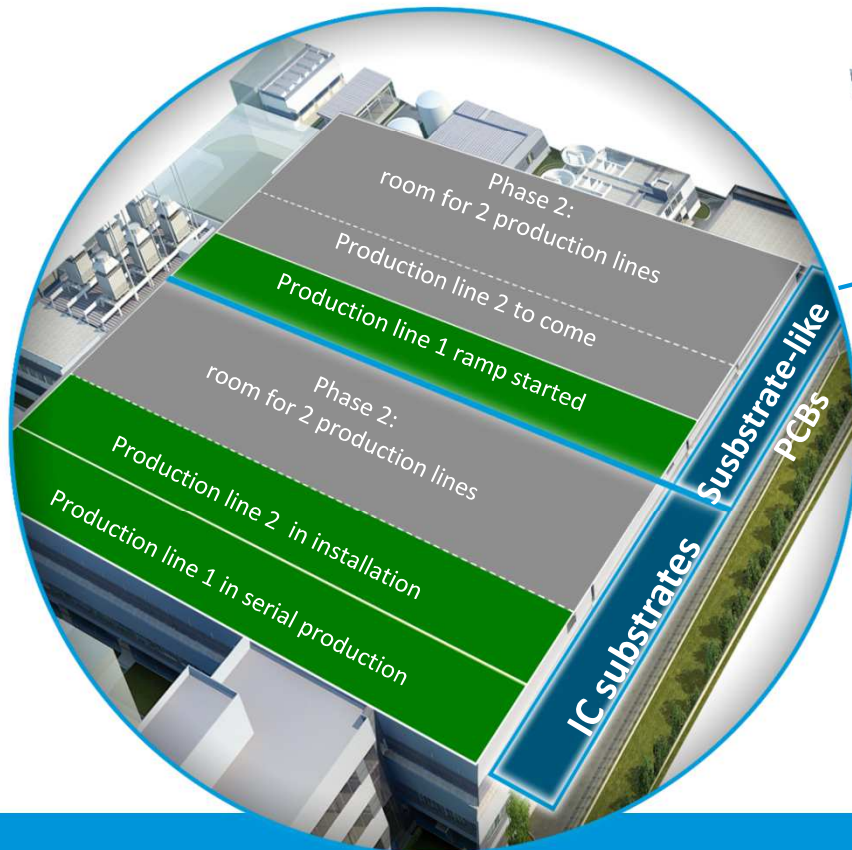 Phase 2:
room for 2 production lines
Production line 2 to come
Production line 1 ramp started
Phase 2:
room for 2 production lines
Production line 2 in installation
Production line 1 in serial production
Susbstrate-like
PCBs
IC substrates